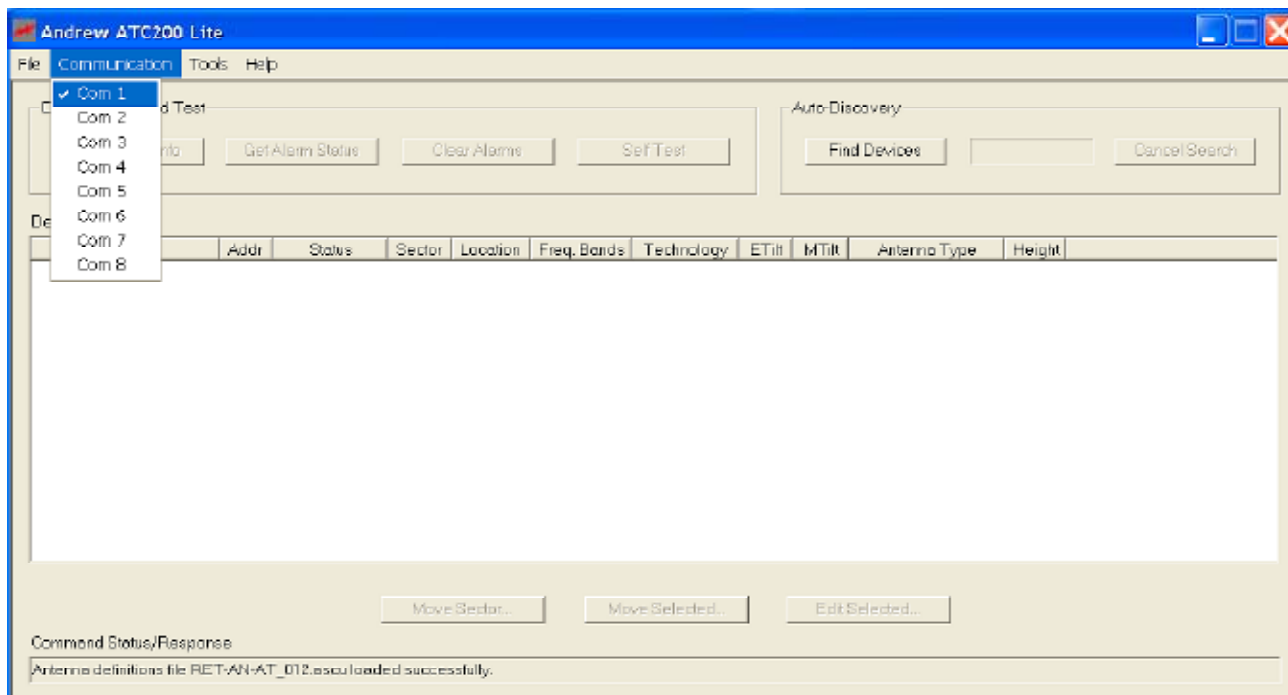 Andrew ATC200 Lite
File Communication Tools Help
Com 1
Com 2
Com 3
Com 4
Com 5
Com 6
Com 7
Com 8
d Test
nfo Get Alarm Status Clear Alarms Self Test
Auto-Discovery
Find Devices Cancel Search
De
Addr Status Sector Location Freq. Bands Technology ETilt MTilt Antenna Type Height
Move Sector... Move Selected... Edit Selected...
Command Status/Response
Antenna definitions file RET-AN-AT_012.ascu loaded successfully.